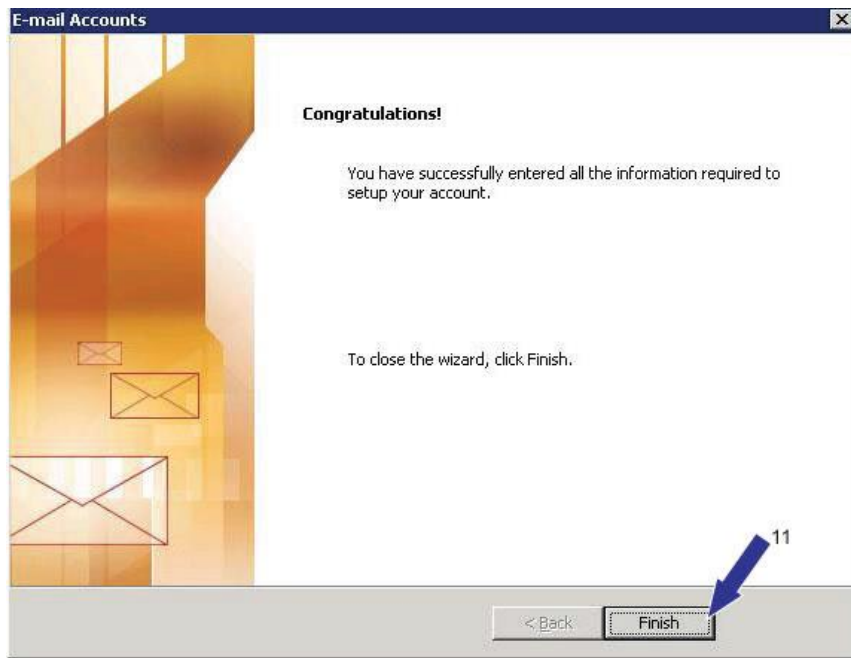 E-mail Accounts
Congratulations!
You have successfully entered all the information required to
setup your account.
To close the wizard, click Finish.
11
< Back
Finish